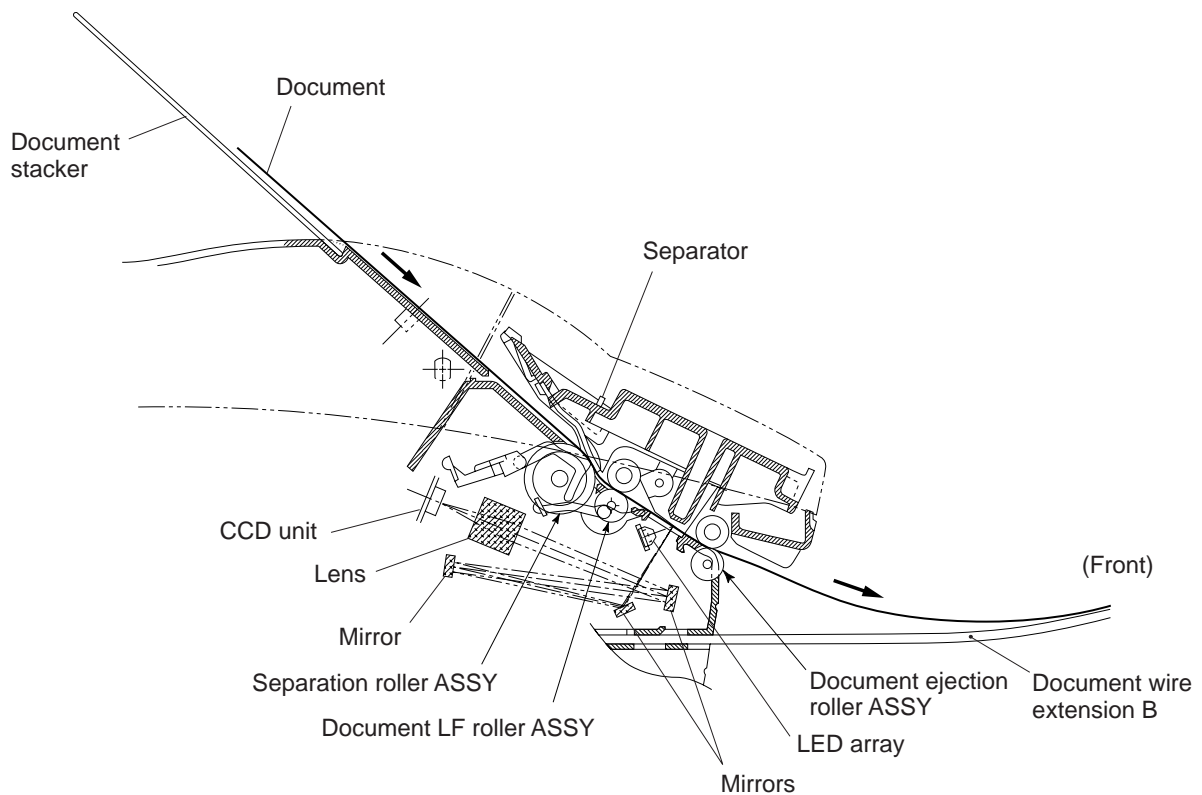 Document
Document
stacker
Separator
CCD unit
Lens
(Front)
Mirror
Separation roller ASSY
Document ejection
roller ASSY
Document wire
extension B
Document LF roller ASSY
LED array
Mirrors